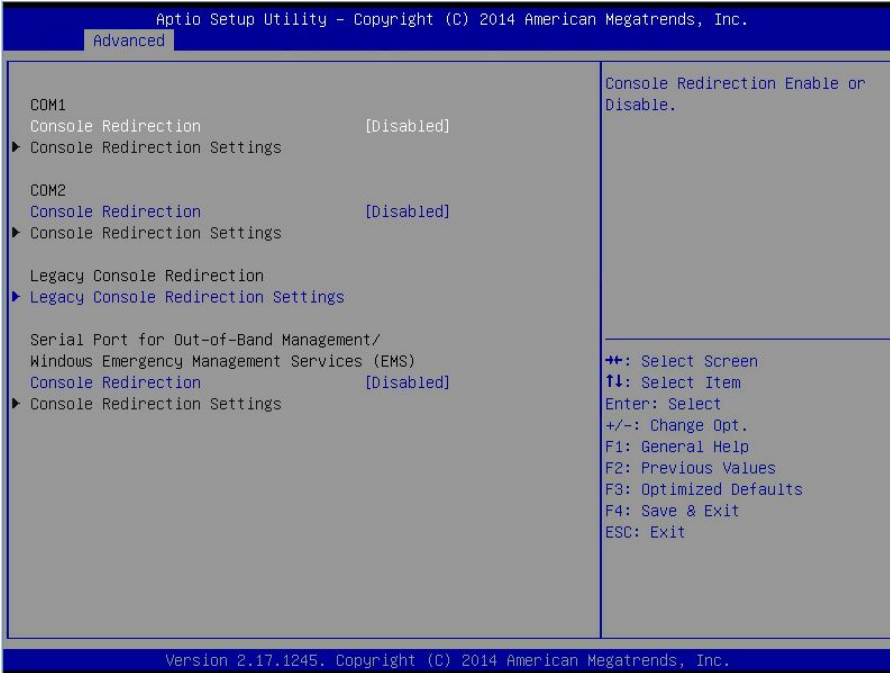 Aptio Setup Utility – Copyright (C) 2014 American Megatrends, Inc.
Advanced
COM1
Console Redirection [Disabled]
▶ Console Redirection Settings
COM2
Console Redirection [Disabled]
▶ Console Redirection Settings
Legacy Console Redirection
▶ Legacy Console Redirection Settings
Serial Port for Out-of-Band Management/
Windows Emergency Management Services (EMS)
Console Redirection [Disabled]
▶ Console Redirection Settings
Console Redirection Enable or
Disable.
→←: Select Screen
↑↓: Select Item
Enter: Select
+/-: Change Opt.
F1: General Help
F2: Previous Values
F3: Optimized Defaults
F4: Save & Exit
ESC: Exit
Version 2.17.1245. Copyright (C) 2014 American Megatrends, Inc.